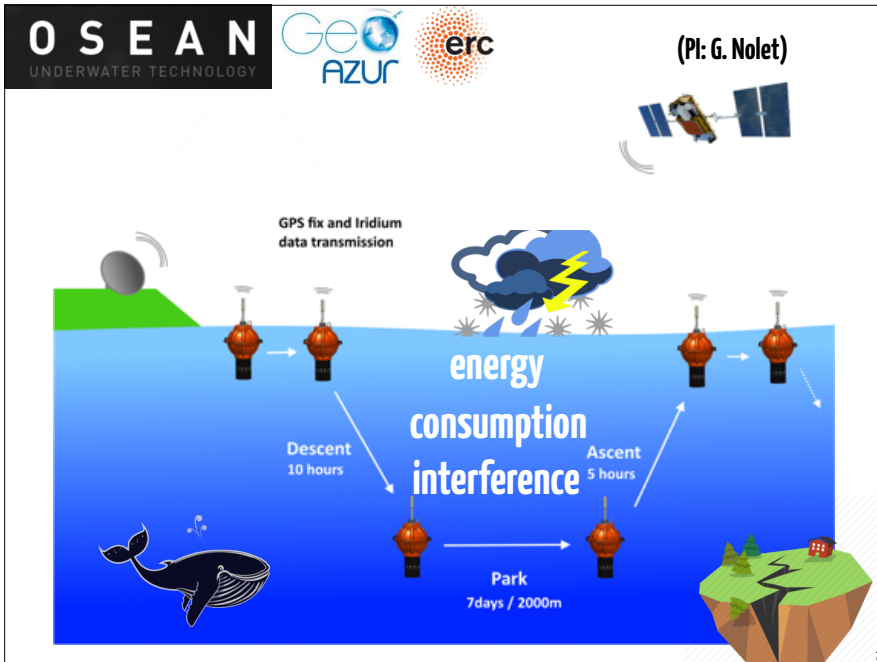 OSEAN
UNDERWATER TECHNOLOGY
GEO
AZUR
erc
(PI: G. Nolet)
GPS fix and Iridium
data transmission
energy
consumption
interference
Descent
10 hours
Ascent
5 hours
Park
7days / 2000m